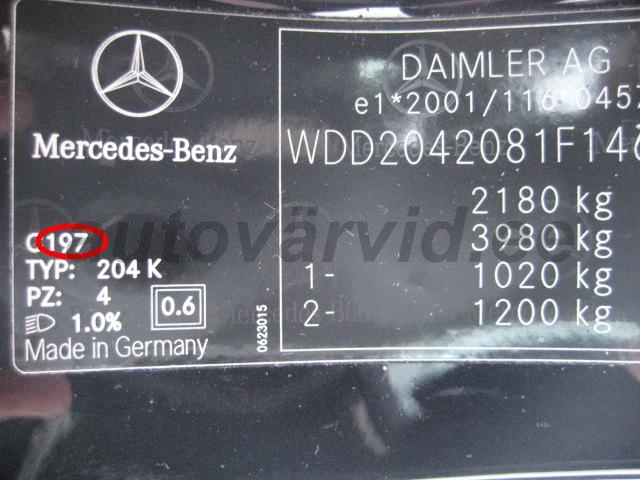 Mercedes-Benz
C197
TYP: 204 K
PZ: 4
0.6
1.0%
Made in Germany
0623015
DAIMLER AG
e1*2001/116*0457
WDD2042081F146
2180 kg
3980 kg
1- 1020 kg
2- 1200 kg
autovärvid.ee